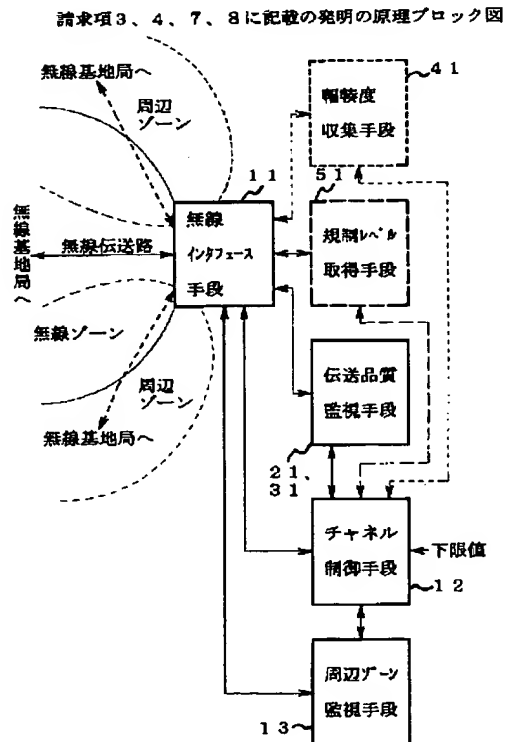 請求項３、４、７、８に記載の発明の原理ブロック図
無線基地局へ
周辺
ゾーン
４１
輻輳度
収集手段
１１
５１
無線
インタフェース
手段
規制レベル
取得手段
無線基地局へ
無線伝送路
無線ゾーン
周辺
ゾーン
無線基地局へ
伝送品質
監視手段
２１、
３１
チャネル
制御手段
下限値
１２
周辺ゾーン
監視手段
１３